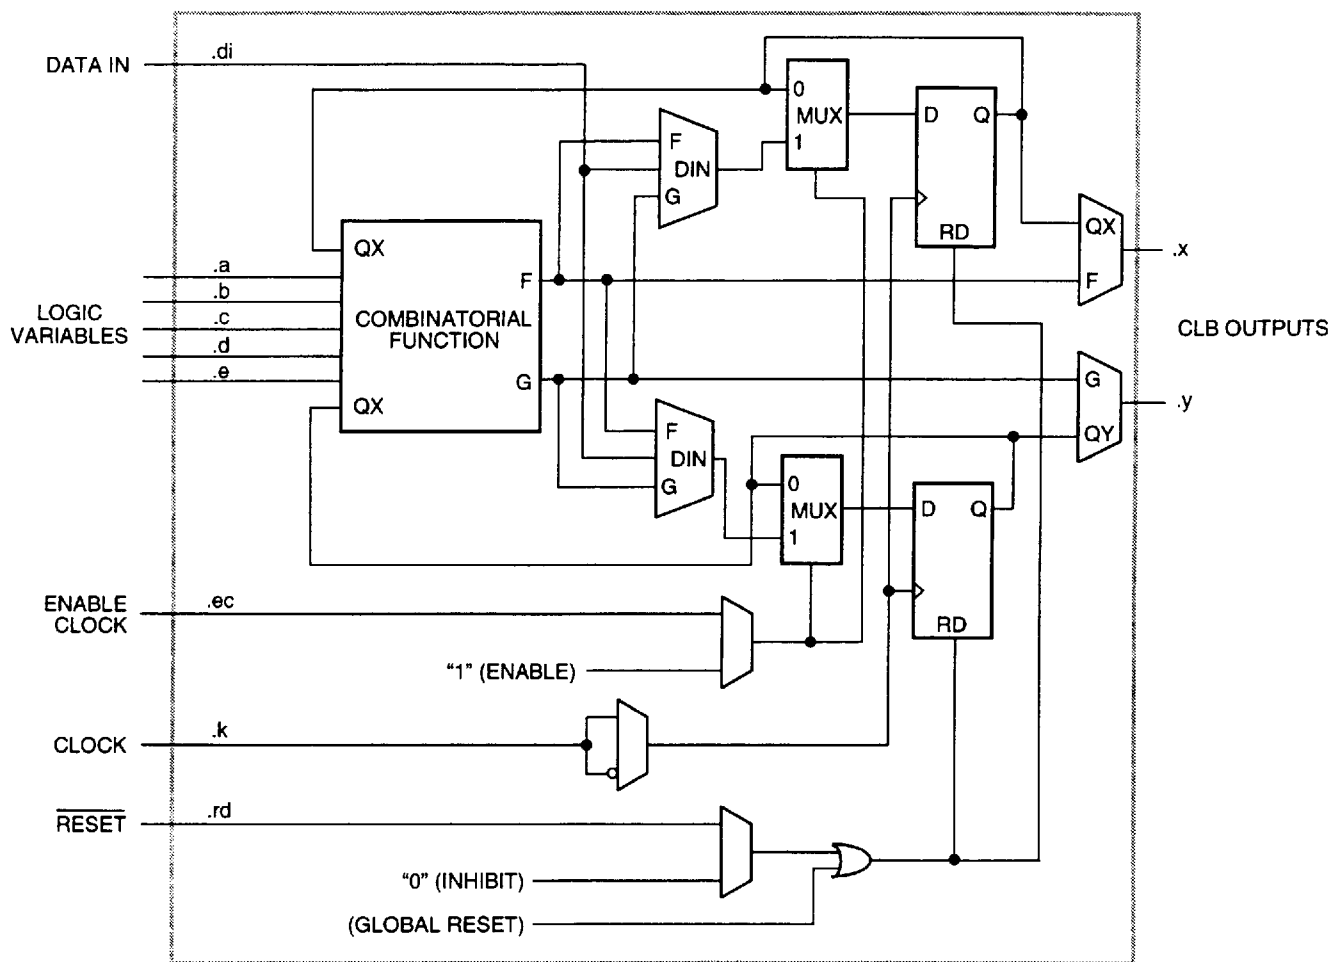 DATA IN
.di
0
MUX
1
D
Q
RD
F
DIN
G
QX
F
.x
QX
.a
.b
.c
.d
.e
QX
LOGIC
VARIABLES
COMBINATORIAL
FUNCTION
F
G
CLB OUTPUTS
G
QY
.y
F
DIN
G
0
MUX
1
D
Q
RD
ENABLE
CLOCK
.ec
“1” (ENABLE)
CLOCK
.k
RESET
.rd
“0” (INHIBIT)
(GLOBAL RESET)